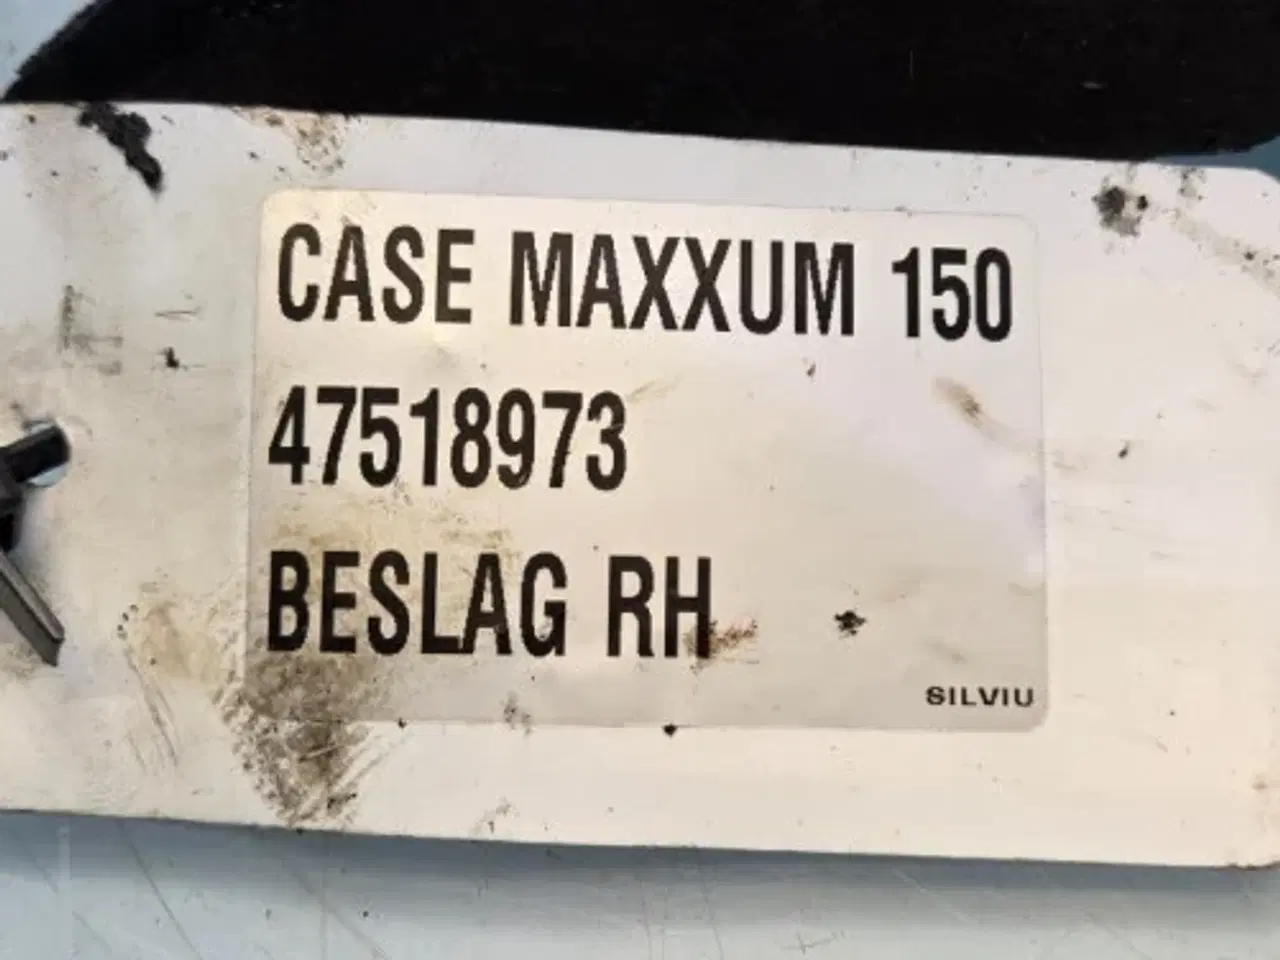 CASE MAXXUM 150
47518973
BESLAG RH
SILVIU